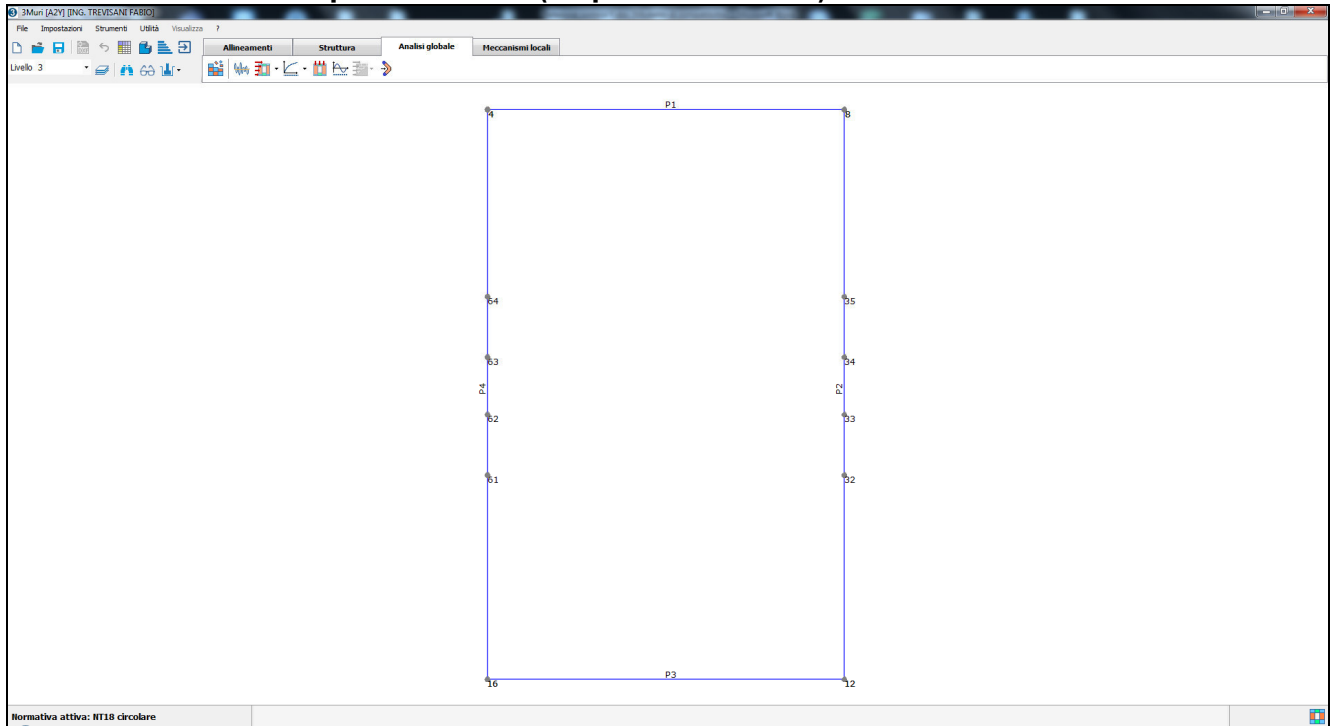 3Muri [A2Y] [ING. TREVISANI FABIO]
File Impostazioni Strumenti Utilità Visualizza ?
Allineamenti Struttura Analisi globale Meccanismi locali
Livello 3
P1
4 8
64 35
63 34
P4 P2
62 33
61 32
P3
16 12
Normativa attiva: NT18 circolare